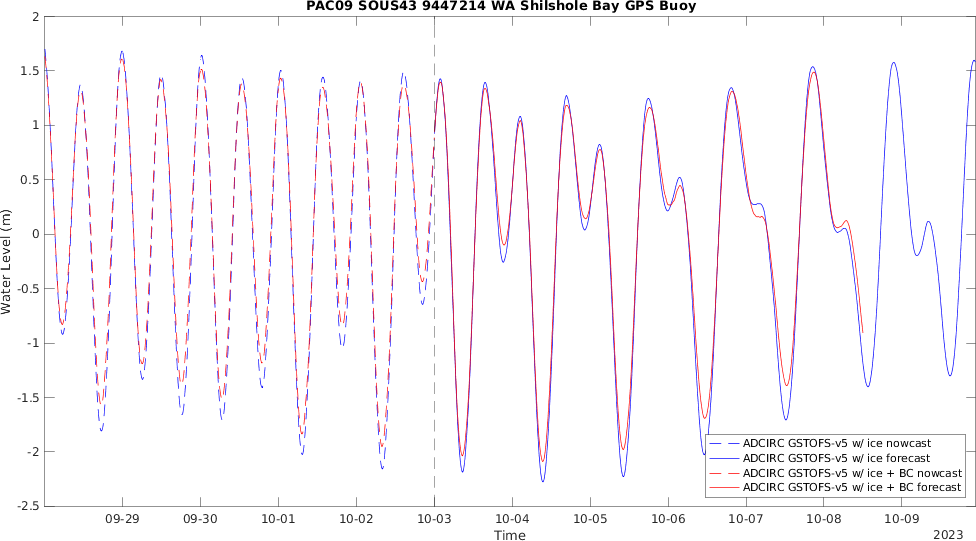 PAC09 SOUS43 9447214 WA Shilshole Bay GPS Buoy
2
1.5
1
0.5
0
-0.5
-1
-1.5
-2
-2.5
Water Level (m)
ADCIRC GSTOFS-v5 w/ ice nowcast
ADCIRC GSTOFS-v5 w/ ice forecast
ADCIRC GSTOFS-v5 w/ ice + BC nowcast
ADCIRC GSTOFS-v5 w/ ice + BC forecast
09-29 09-30 10-01 10-02 10-03 10-04 10-05 10-06 10-07 10-08 10-09
Time
2023